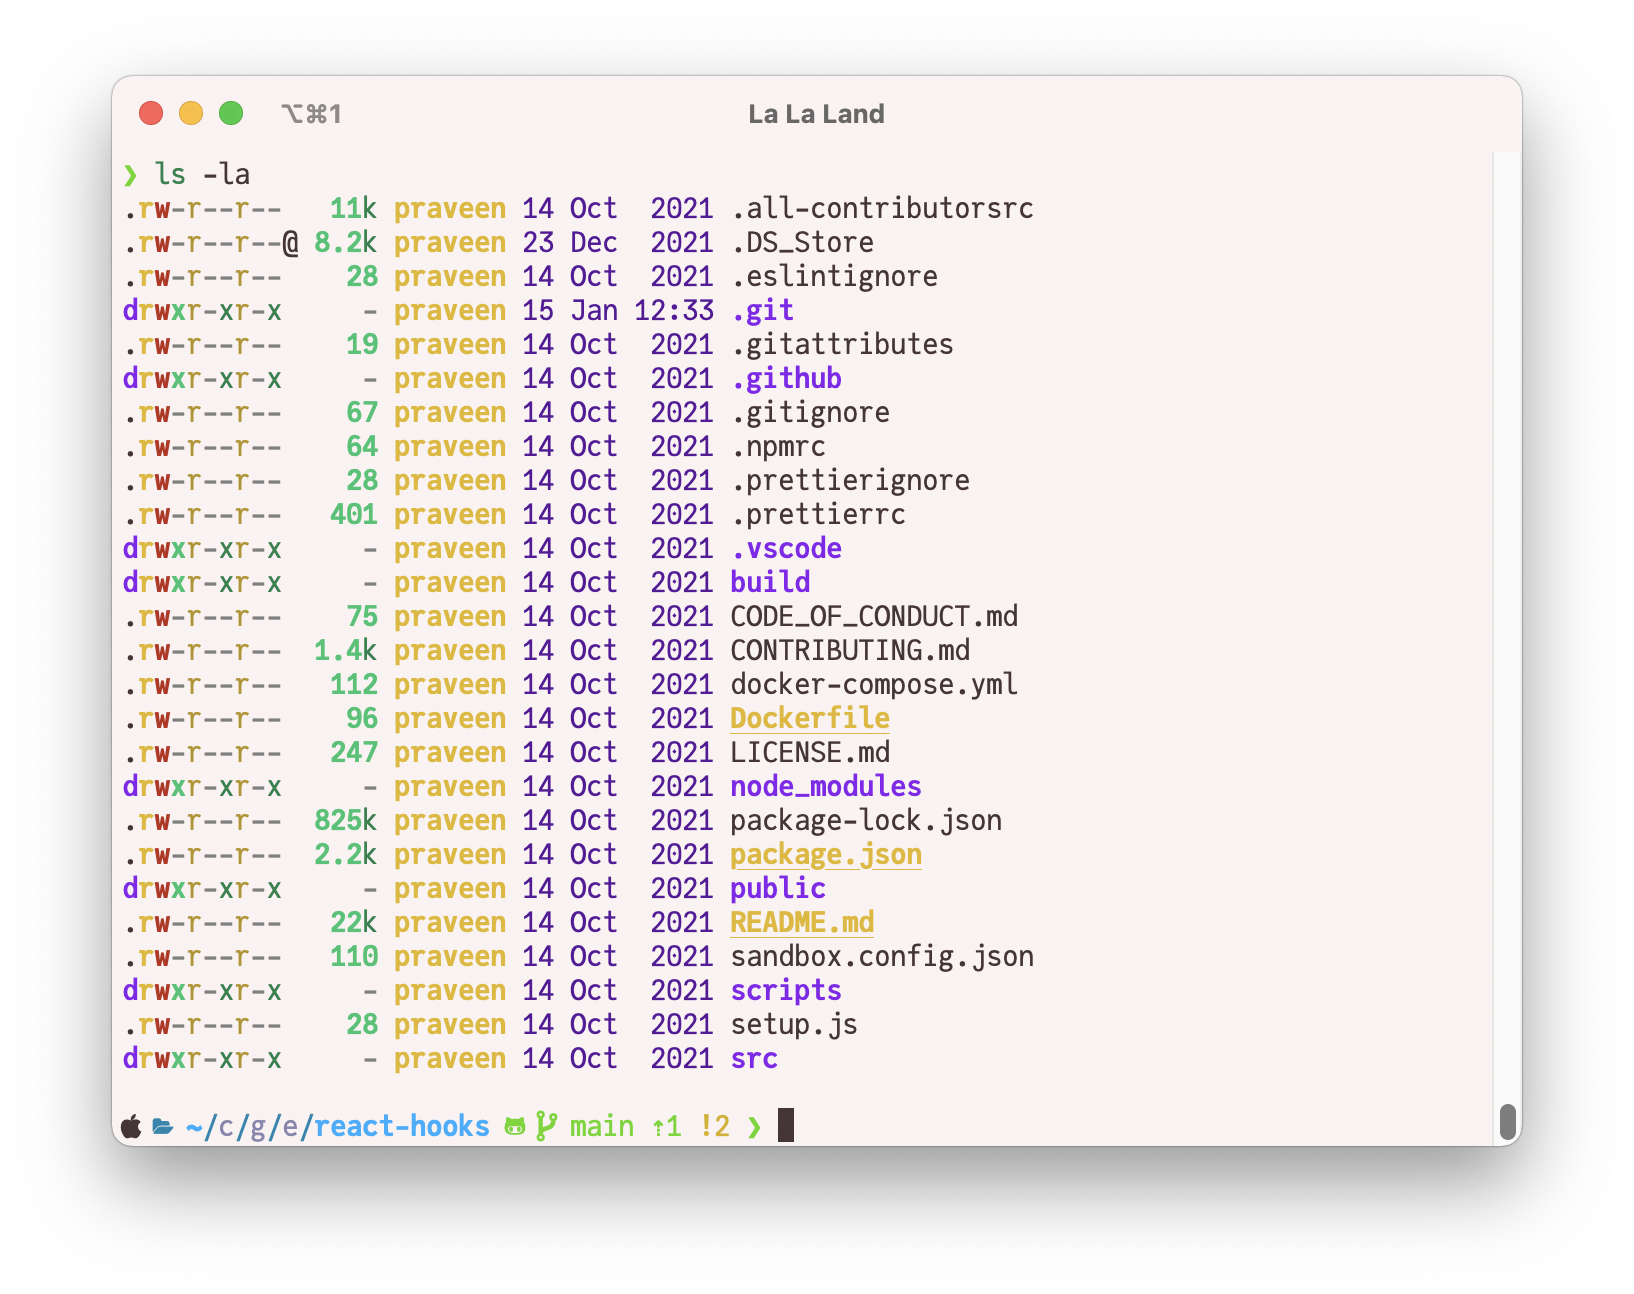 ⌥⌘1 La La Land
❯ ls -la
.rw-r--r-- 11k praveen 14 Oct 2021 .all-contributorsrc
.rw-r--r--@ 8.2k praveen 23 Dec 2021 .DS_Store
.rw-r--r-- 28 praveen 14 Oct 2021 .eslintignore
drwxr-xr-x - praveen 15 Jan 12:33 .git
.rw-r--r-- 19 praveen 14 Oct 2021 .gitattributes
drwxr-xr-x - praveen 14 Oct 2021 .github
.rw-r--r-- 67 praveen 14 Oct 2021 .gitignore
.rw-r--r-- 64 praveen 14 Oct 2021 .npmrc
.rw-r--r-- 28 praveen 14 Oct 2021 .prettierignore
.rw-r--r-- 401 praveen 14 Oct 2021 .prettierrc
drwxr-xr-x - praveen 14 Oct 2021 .vscode
drwxr-xr-x - praveen 14 Oct 2021 build
.rw-r--r-- 75 praveen 14 Oct 2021 CODE_OF_CONDUCT.md
.rw-r--r-- 1.4k praveen 14 Oct 2021 CONTRIBUTING.md
.rw-r--r-- 112 praveen 14 Oct 2021 docker-compose.yml
.rw-r--r-- 96 praveen 14 Oct 2021 Dockerfile
.rw-r--r-- 247 praveen 14 Oct 2021 LICENSE.md
drwxr-xr-x - praveen 14 Oct 2021 node_modules
.rw-r--r-- 825k praveen 14 Oct 2021 package-lock.json
.rw-r--r-- 2.2k praveen 14 Oct 2021 package.json
drwxr-xr-x - praveen 14 Oct 2021 public
.rw-r--r-- 22k praveen 14 Oct 2021 README.md
.rw-r--r-- 110 praveen 14 Oct 2021 sandbox.config.json
drwxr-xr-x - praveen 14 Oct 2021 scripts
.rw-r--r-- 28 praveen 14 Oct 2021 setup.js
drwxr-xr-x - praveen 14 Oct 2021 src
~/c/g/e/react-hooks main ⇡1 !2 ❯